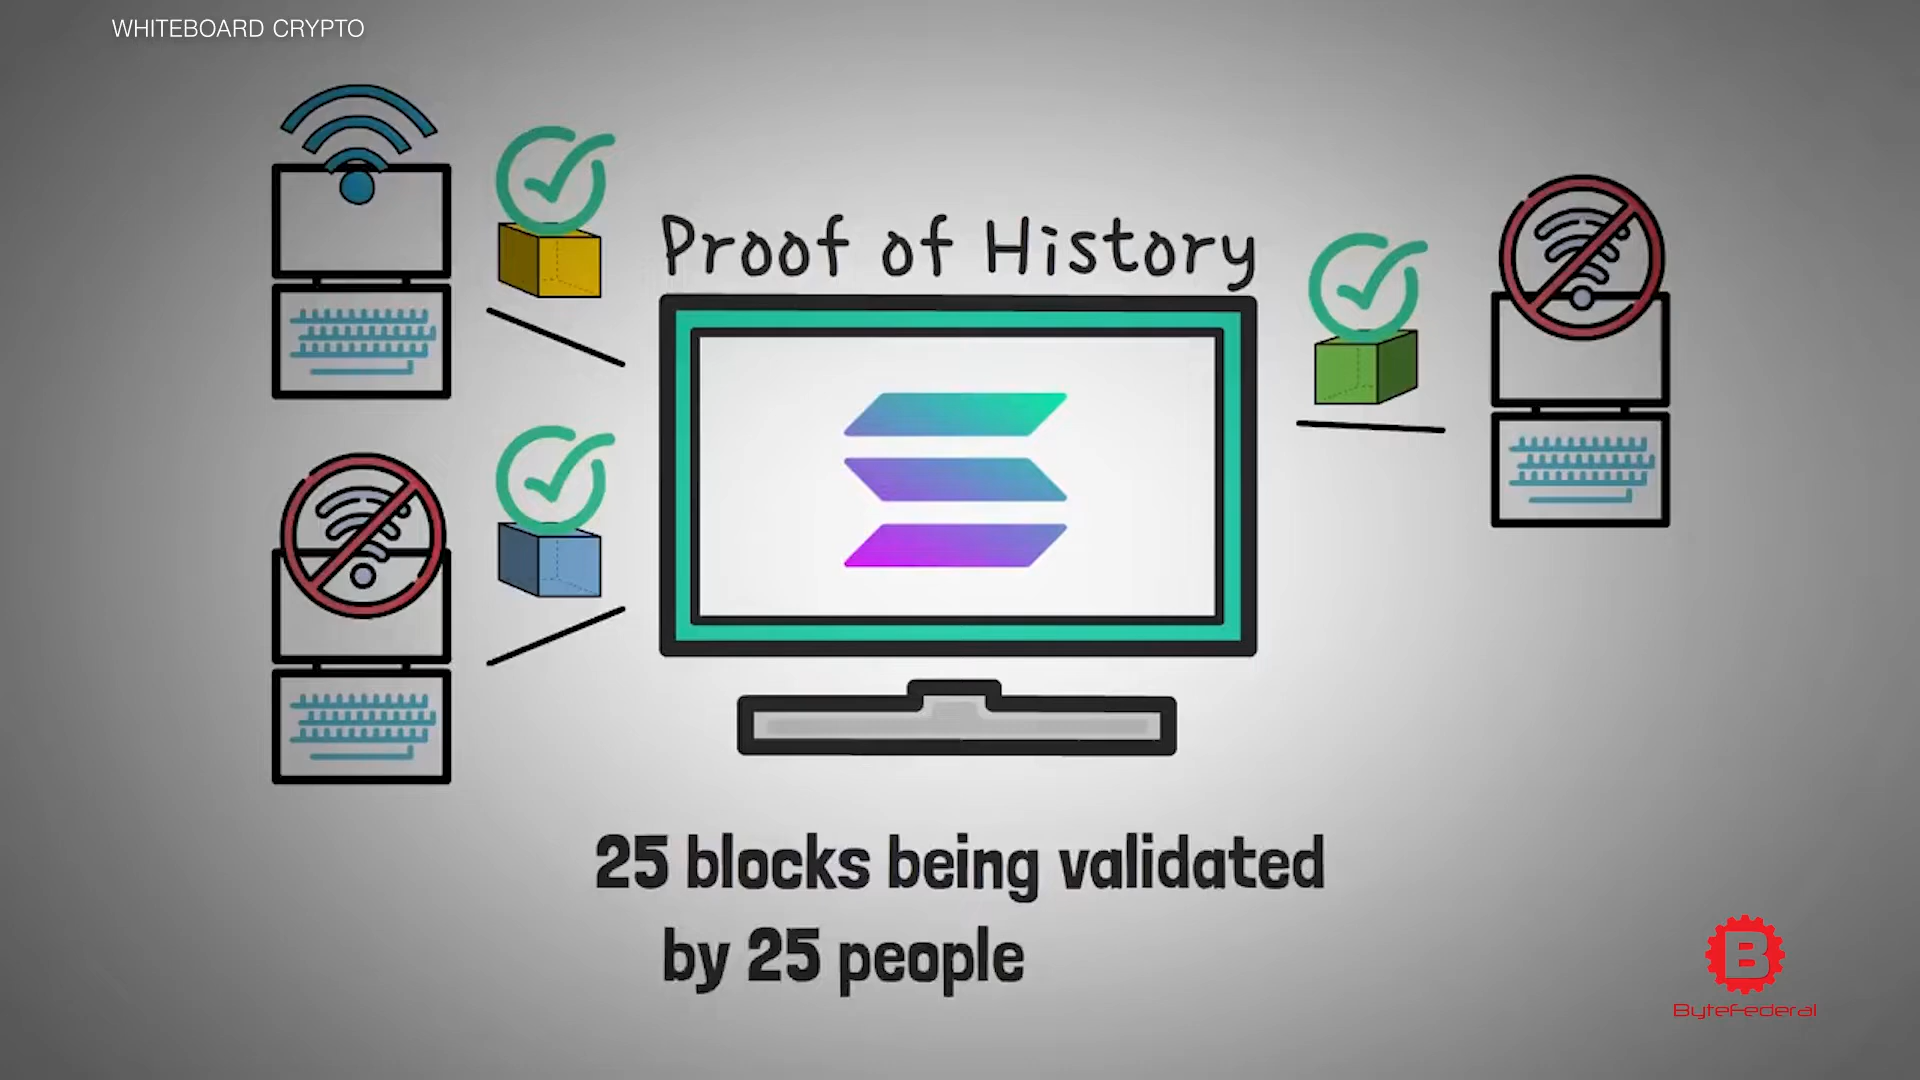 WHITEBOARD CRYPTO
Proof of History
25 blocks being validated
by 25 people
B
ByteFederal